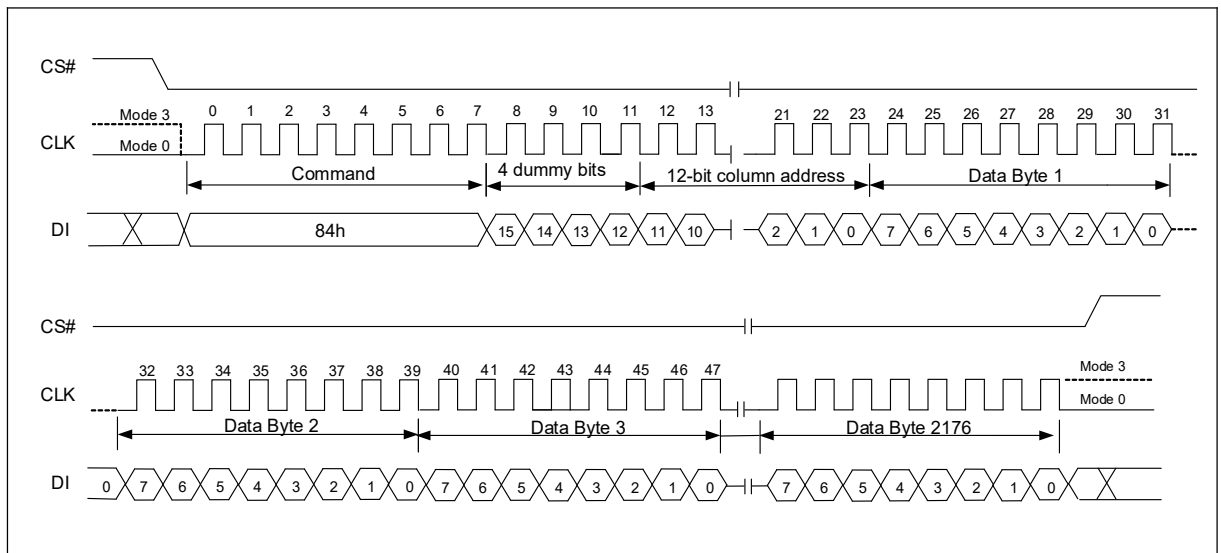 CS#
0 1 2 3 4 5 6 7 8 9 10 11 12 13 21 22 23 24 25 26 27 28 29 30 31
Mode 3
CLK
Mode 0
Command 4 dummy bits 12-bit column address Data Byte 1
DI 84h 15 14 13 12 11 10 2 1 0 7 6 5 4 3 2 1 0
CS#
32 33 34 35 36 37 38 39 40 41 42 43 44 45 46 47 Mode 3
CLK Mode 0
Data Byte 2 Data Byte 3 Data Byte 2176
DI 0 7 6 5 4 3 2 1 0 7 6 5 4 3 2 1 0 7 6 5 4 3 2 1 0